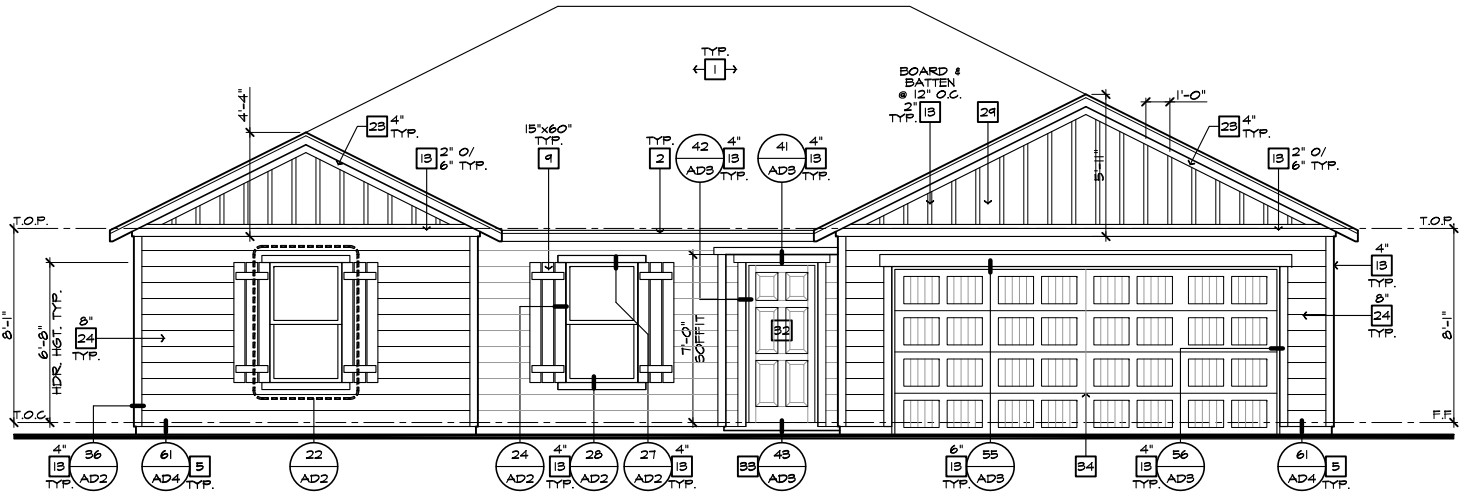 TYP.
1
BOARD &
BATTEN
@ 12" O.C.
2"
TYP.
13
29
1'-0"
4'-4"
23
4"
TYP.
13
2" O/
6" TYP.
15"x60"
TYP.
9
TYP.
2
42
AD3
4"
13
TYP.
41
AD3
4"
13
TYP.
5'-11"
23
4"
TYP.
13
2" O/
6" TYP.
T.O.P.
T.O.P.
8'-1"
6'-8"
HDR. HGT. TYP.
8"
24
TYP.
7'-0"
SOFFIT
32
4"
13
TYP.
8"
24
TYP.
8'-1"
T.O.C.
F.F.
4"
13
TYP.
36
AD2
61
AD4
5
TYP.
22
AD2
24
AD2
4"
13
TYP.
28
AD2
27
AD2
4"
13
TYP.
33
43
AD3
6"
13
TYP.
55
AD3
34
4"
13
TYP.
56
AD3
61
AD4
5
TYP.